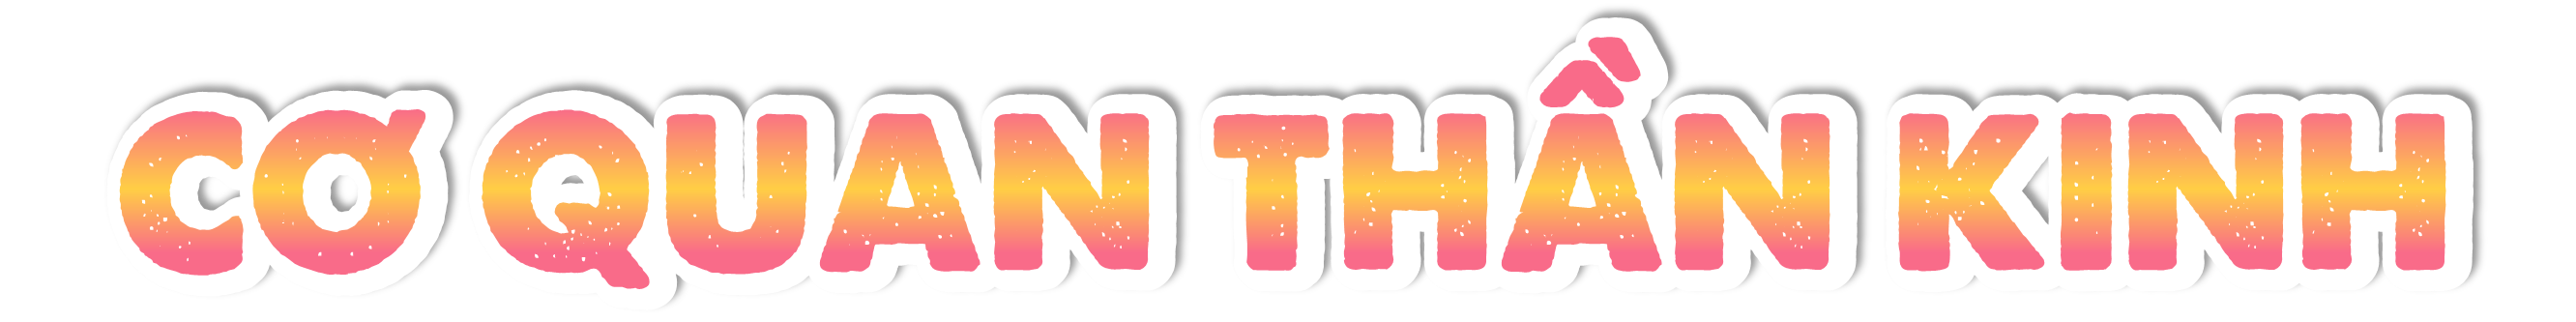 CƠ QUAN THẦN KINH